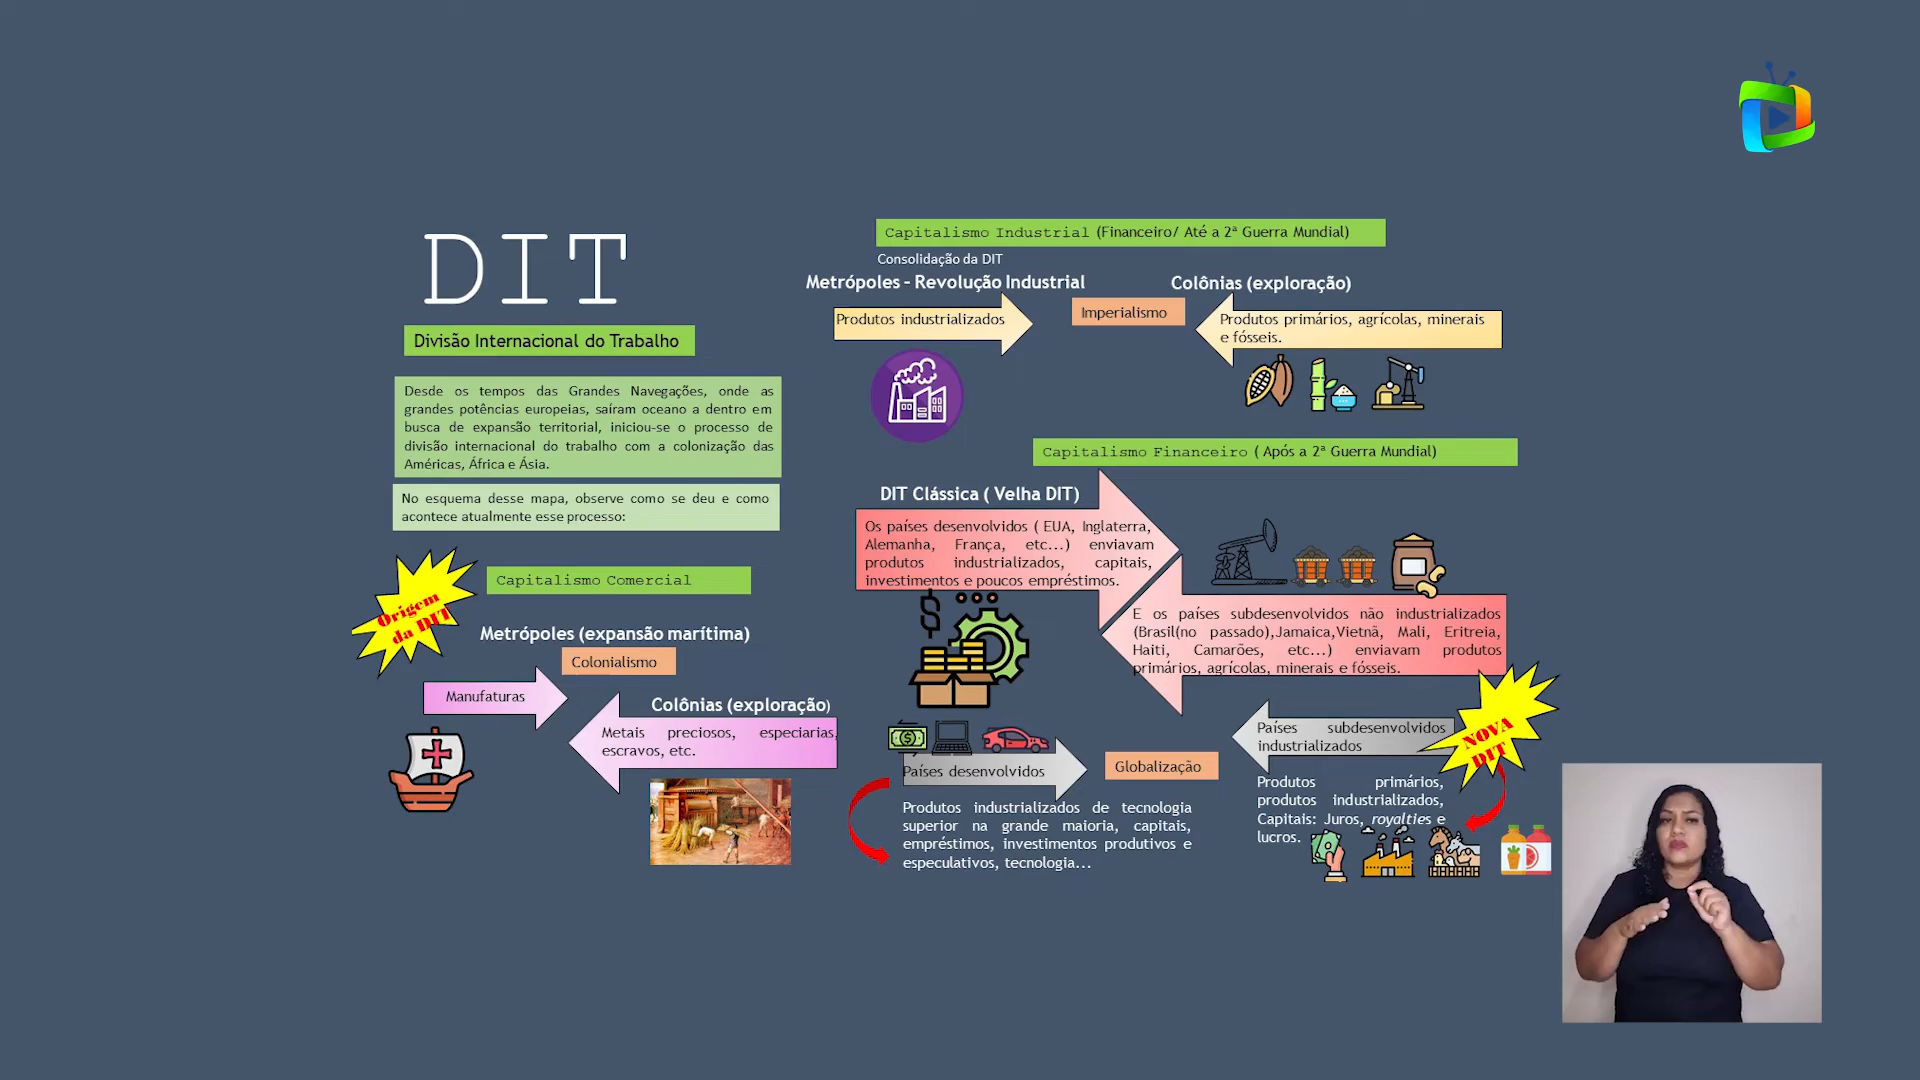 DIT
Divisão Internacional do Trabalho
Desde os tempos das Grandes Navegações, onde as
grandes potências europeias, saíram oceano a dentro em
busca de expansão territorial, iniciou-se o processo de
divisão internacional do trabalho com a colonização das
Américas, África e Ásia.
No esquema desse mapa, observe como se deu e como
acontece atualmente esse processo:
Origem
da DIT
Capitalismo Comercial
Metrópoles (expansão marítima)
Colonialismo
Manufaturas
Colônias (exploração)
Metais preciosos, especiarias,
escravos, etc.
Capitalismo Industrial (Financeiro/ Até a 2ª Guerra Mundial)
Consolidação da DIT
Metrópoles - Revolução Industrial
Colônias (exploração)
Produtos industrializados
Imperialismo
Produtos primários, agrícolas, minerais
e fósseis.
Capitalismo Financeiro ( Após a 2ª Guerra Mundial)
DIT Clássica ( Velha DIT)
Os países desenvolvidos ( EUA, Inglaterra,
Alemanha, França, etc...) enviavam
produtos industrializados, capitais,
investimentos e poucos empréstimos.
E os países subdesenvolvidos não industrializados
(Brasil(no passado),Jamaica,Vietnã, Mali, Eritreia,
Haiti, Camarões, etc...) enviavam produtos
primários, agrícolas, minerais e fósseis.
NOVA
DIT
Países desenvolvidos
Globalização
Países subdesenvolvidos
industrializados
Produtos industrializados de tecnologia
superior na grande maioria, capitais,
empréstimos, investimentos produtivos e
especulativos, tecnologia...
Produtos primários,
produtos industrializados,
Capitais: Juros, royalties e
lucros.